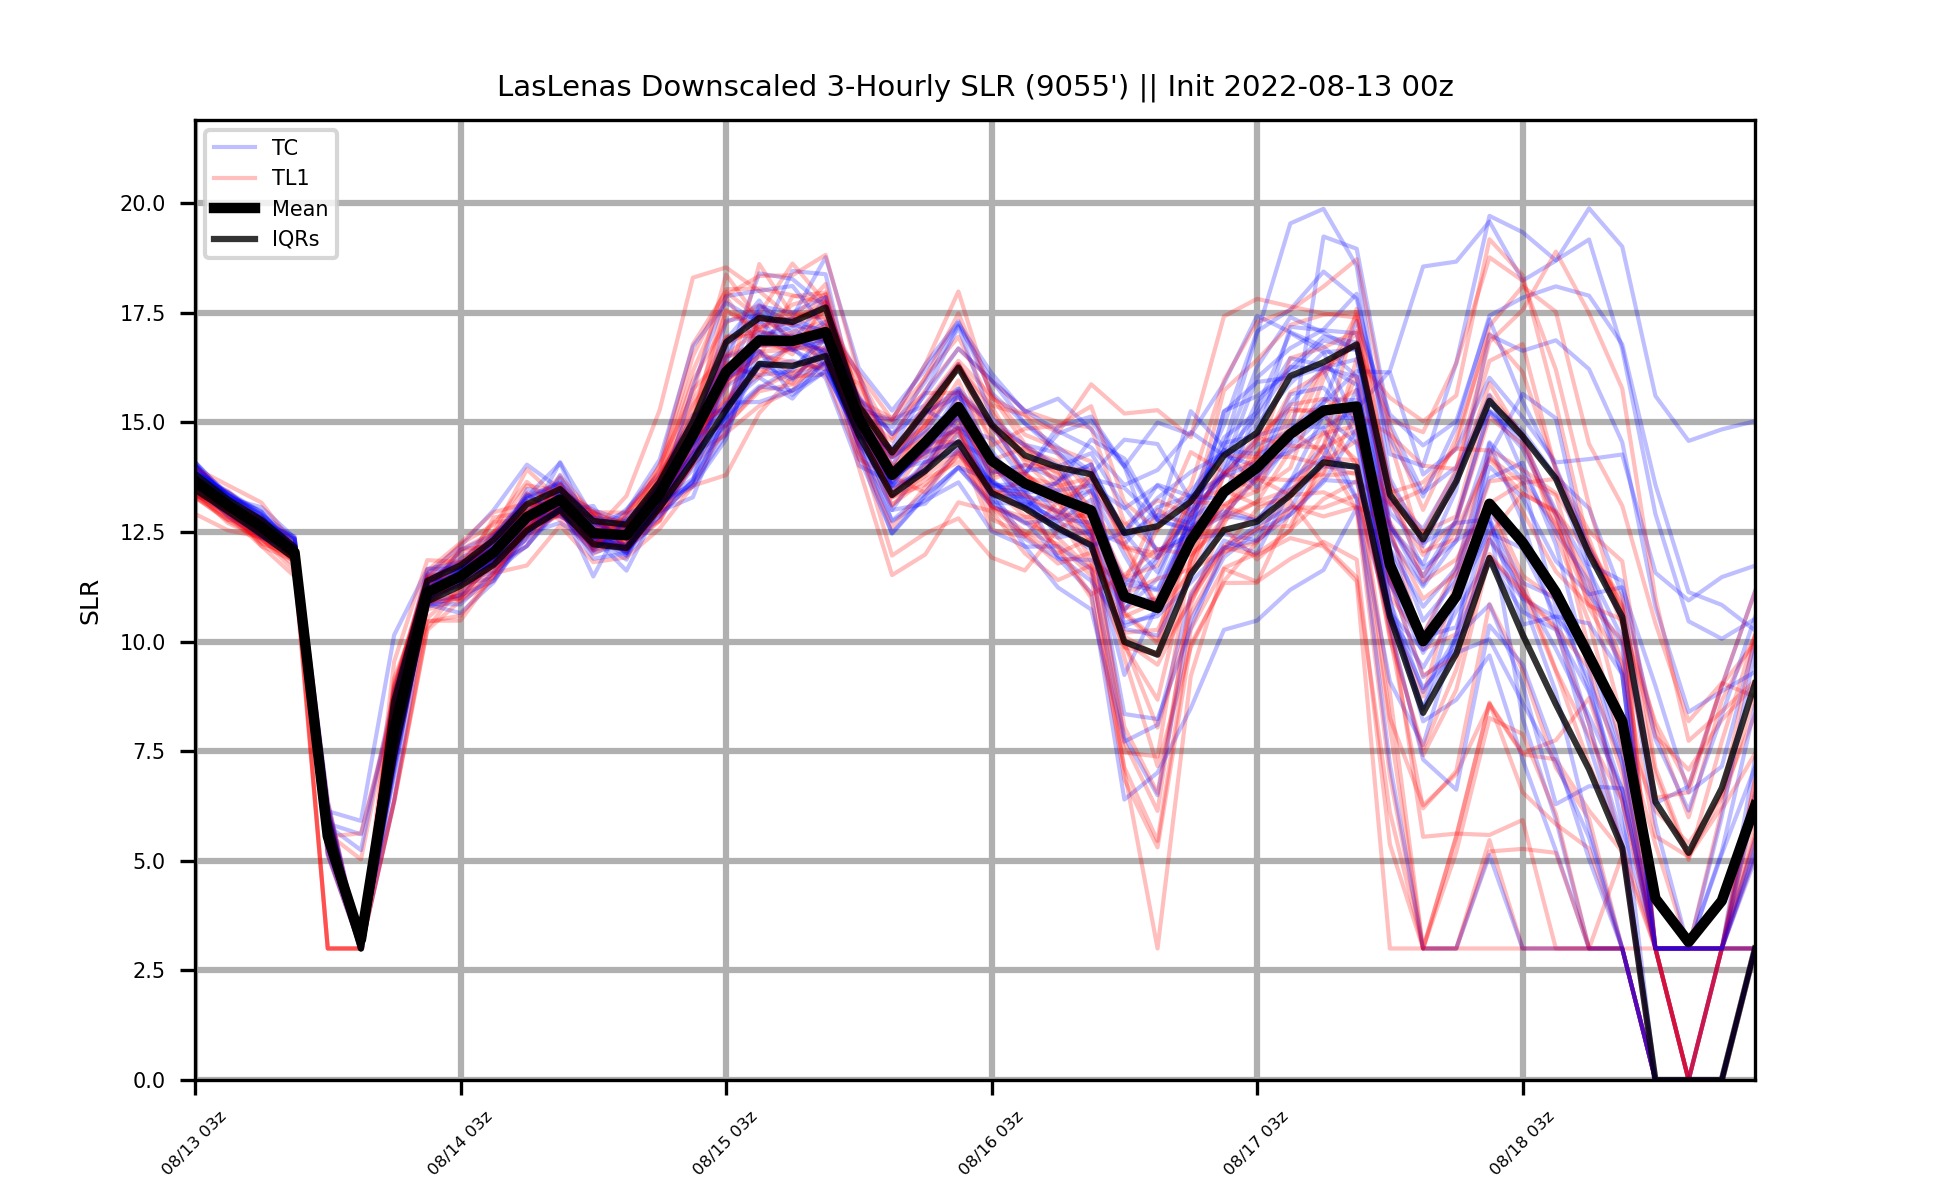 LasLenas Downscaled 3-Hourly SLR (9055') || Init 2022-08-13 00z
TC
TL1
Mean
IQRs
SLR
20.0
17.5
15.0
12.5
10.0
7.5
5.0
2.5
0.0
08/13 03z
08/14 03z
08/15 03z
08/16 03z
08/17 03z
08/18 03z